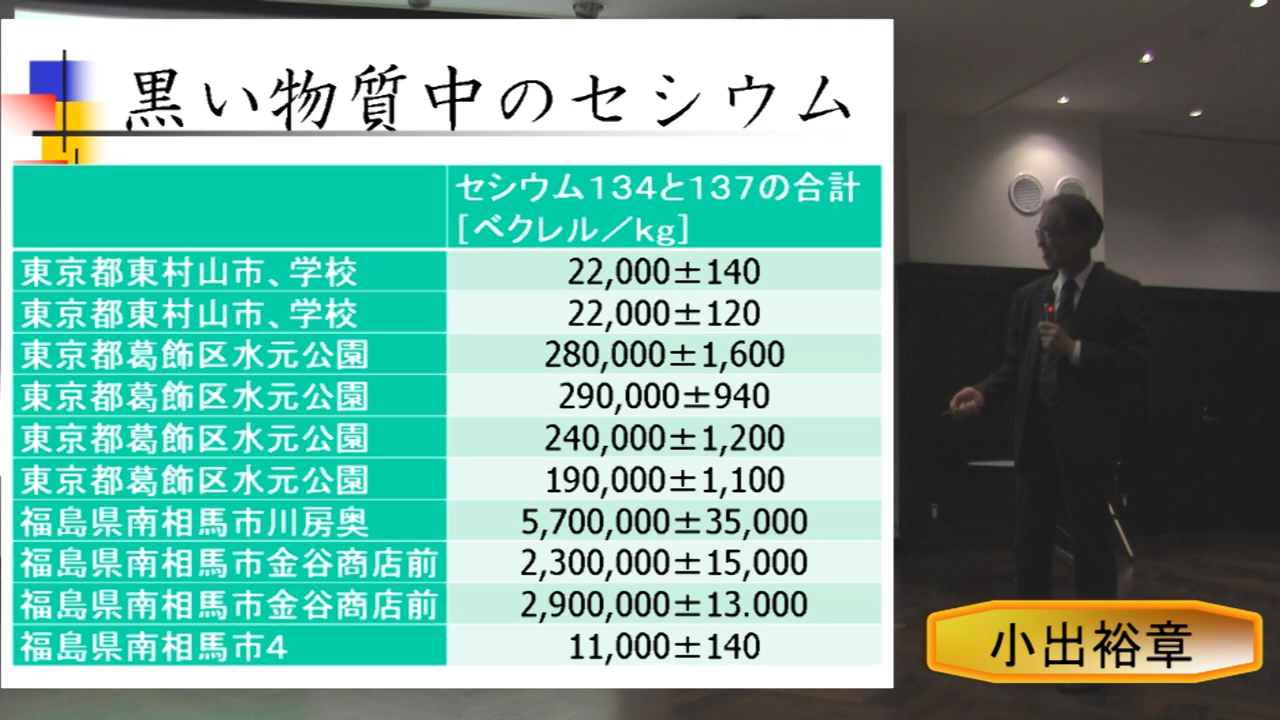 黒い物質中のセシウム
セシウム134と137の合計
[ベクレル／kg]
東京都東村山市、学校 22,000±140
東京都東村山市、学校 22,000±120
東京都葛飾区水元公園 280,000±1,600
東京都葛飾区水元公園 290,000±940
東京都葛飾区水元公園 240,000±1,200
東京都葛飾区水元公園 190,000±1,100
福島県南相馬市川房奥 5,700,000±35,000
福島県南相馬市金谷商店前 2,300,000±15,000
福島県南相馬市金谷商店前 2,900,000±13.000
福島県南相馬市4 11,000±140
小出裕章